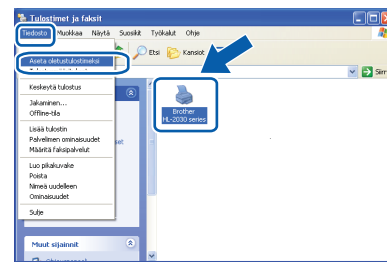 Tulostimet ja faksit
Tiedosto Muokkaa Näytä Suosikit Työkalut Ohje
Etsi Kansiot
Siirr
Aseta oletustulostimeksi
Keskeytä tulostus
Jakaminen...
Offline-tila
Lisää tulostin
Palvelimen ominaisuudet
Määritä faksipalvelut
Luo pikakuvake
Poista
Nimeä uudelleen
Ominaisuudet
Sulje
Brother
HL-2030 series
Muut sijainnit